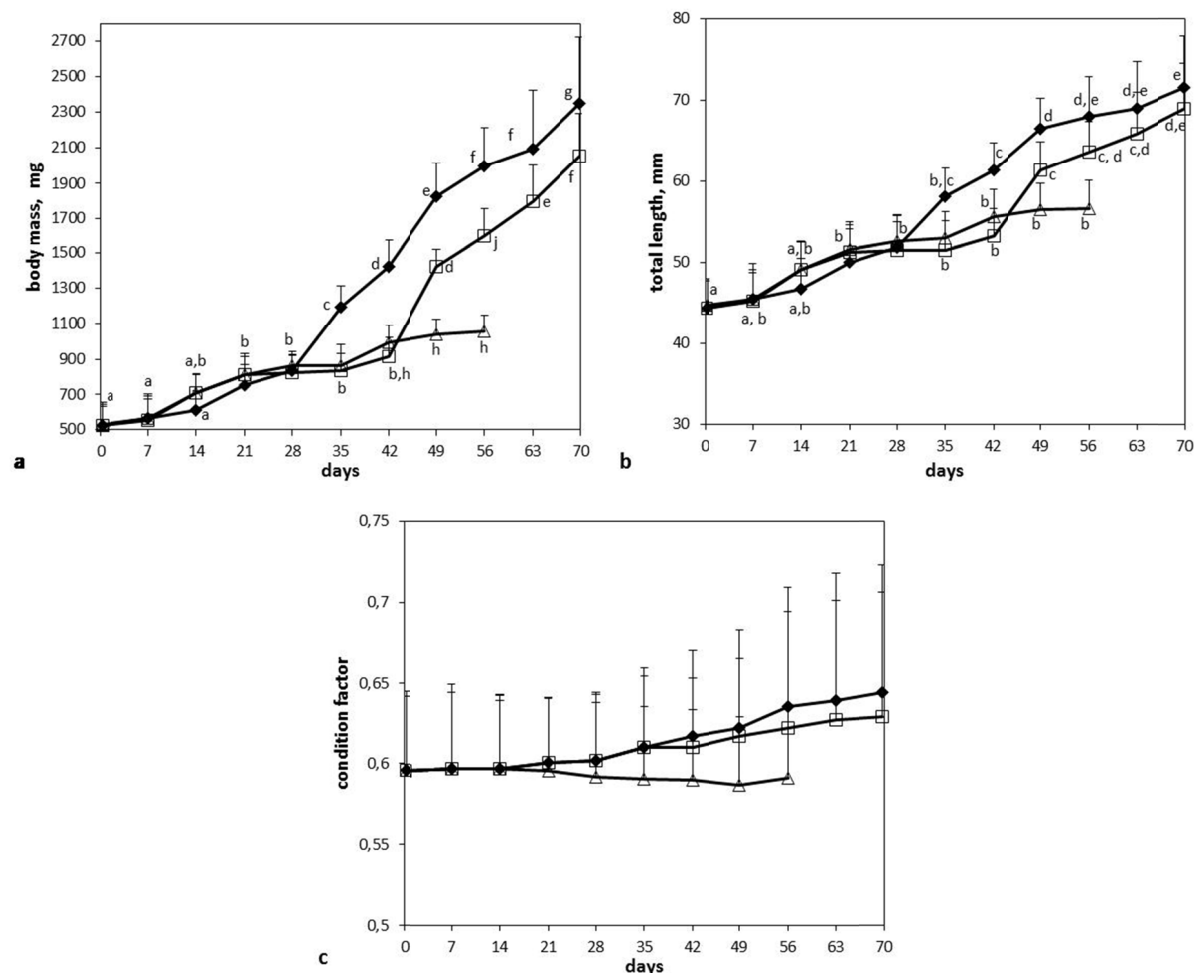 2700
2500
2300
2100
1900
1700
1500
1300
1100
900
700
500
body mass, mg
a a a,b a b b c b d b,h e d h f j h f e g f
0 7 14 21 28 35 42 49 56 63 70
days
a
80
70
60
50
40
30
total length, mm
a a, b a, b a,b b b b, c b c b b d c b d, e c, d b d, e c,d e d,e
0 7 14 21 28 35 42 49 56 63 70
days
b
0,75
0,7
0,65
0,6
0,55
0,5
condition factor
0 7 14 21 28 35 42 49 56 63 70
days
c